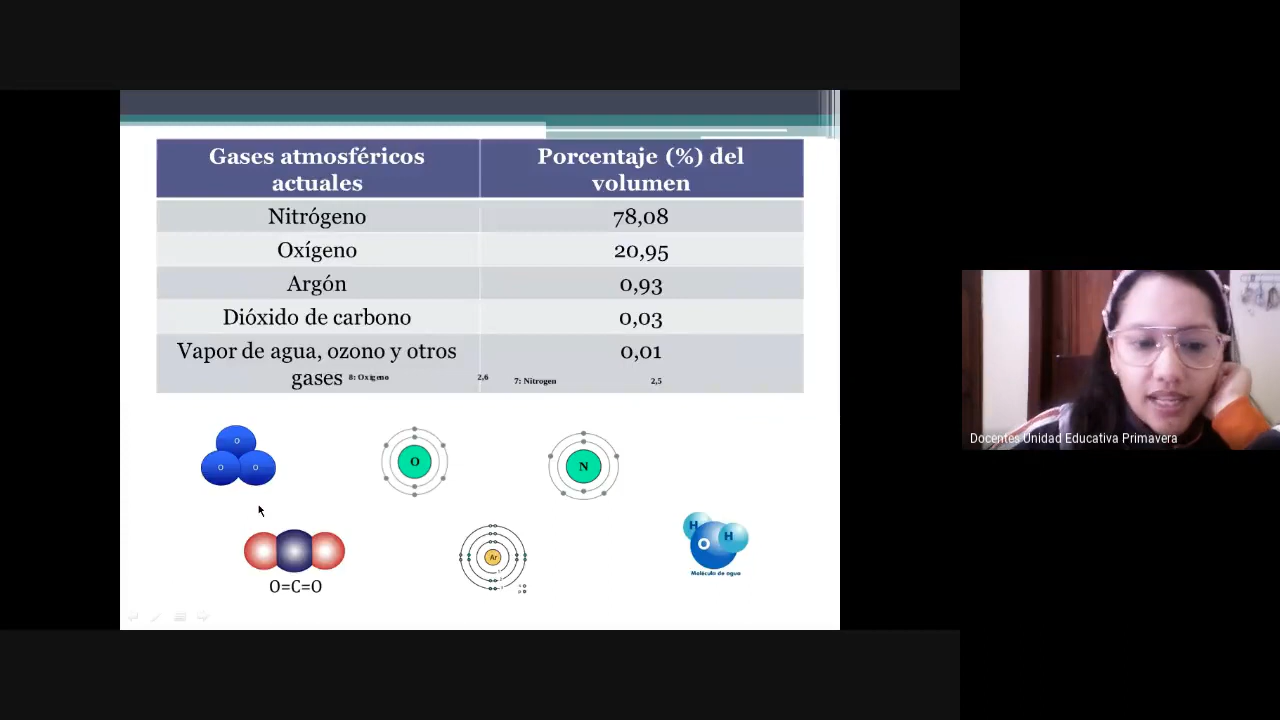 Gases atmosféricos
actuales
Porcentaje (%) del
volumen
Nitrógeno
78,08
Oxígeno
20,95
Argón
0,93
Dióxido de carbono
0,03
Vapor de agua, ozono y otros
gases
0,01
8: Oxígeno 2,6
7: Nitrogen 2,5
O
O O
O
N
O=C=O
Ar
H
H
O
Molécula de agua
Docentes Unidad Educativa Primavera